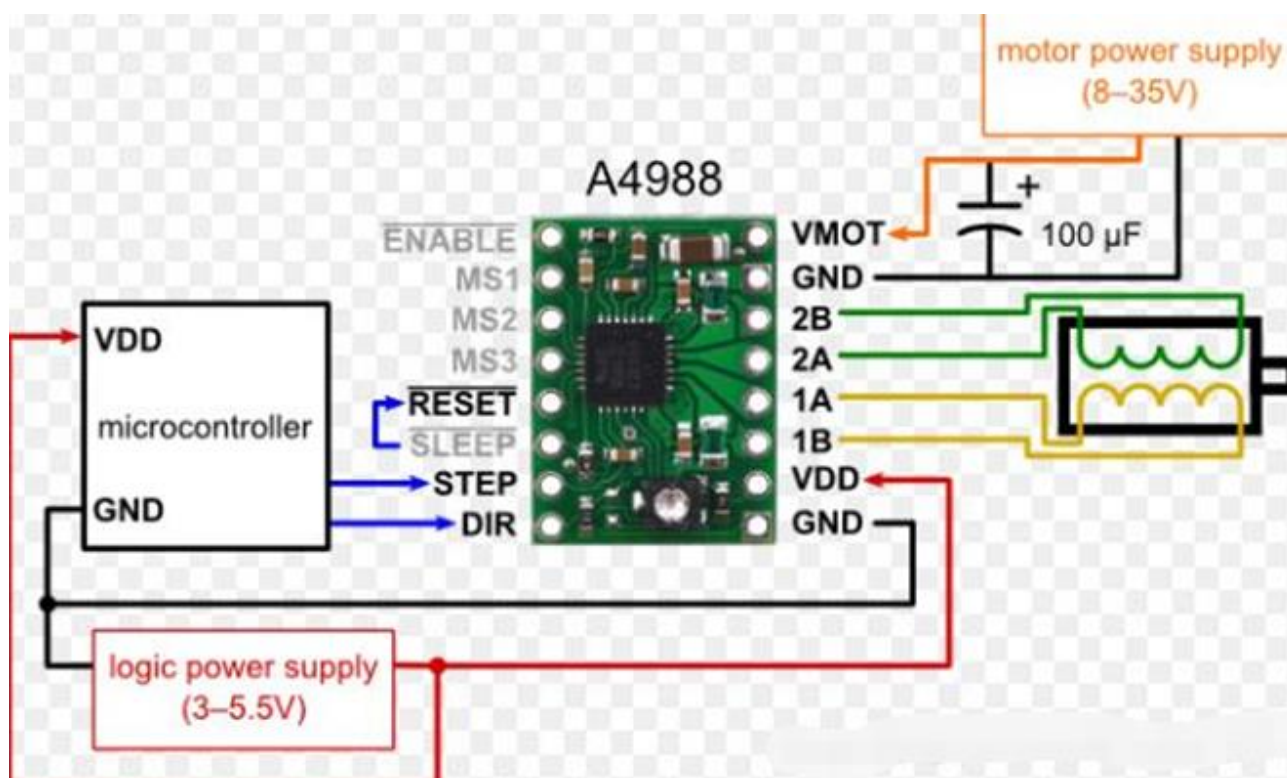 motor power supply
(8–35V)
A4988
ENABLE
MS1
MS2
MS3
RESET
SLEEP
STEP
DIR
VMOT
GND
2B
2A
1A
1B
VDD
GND
+
100 µF
VDD
microcontroller
GND
logic power supply
(3–5.5V)